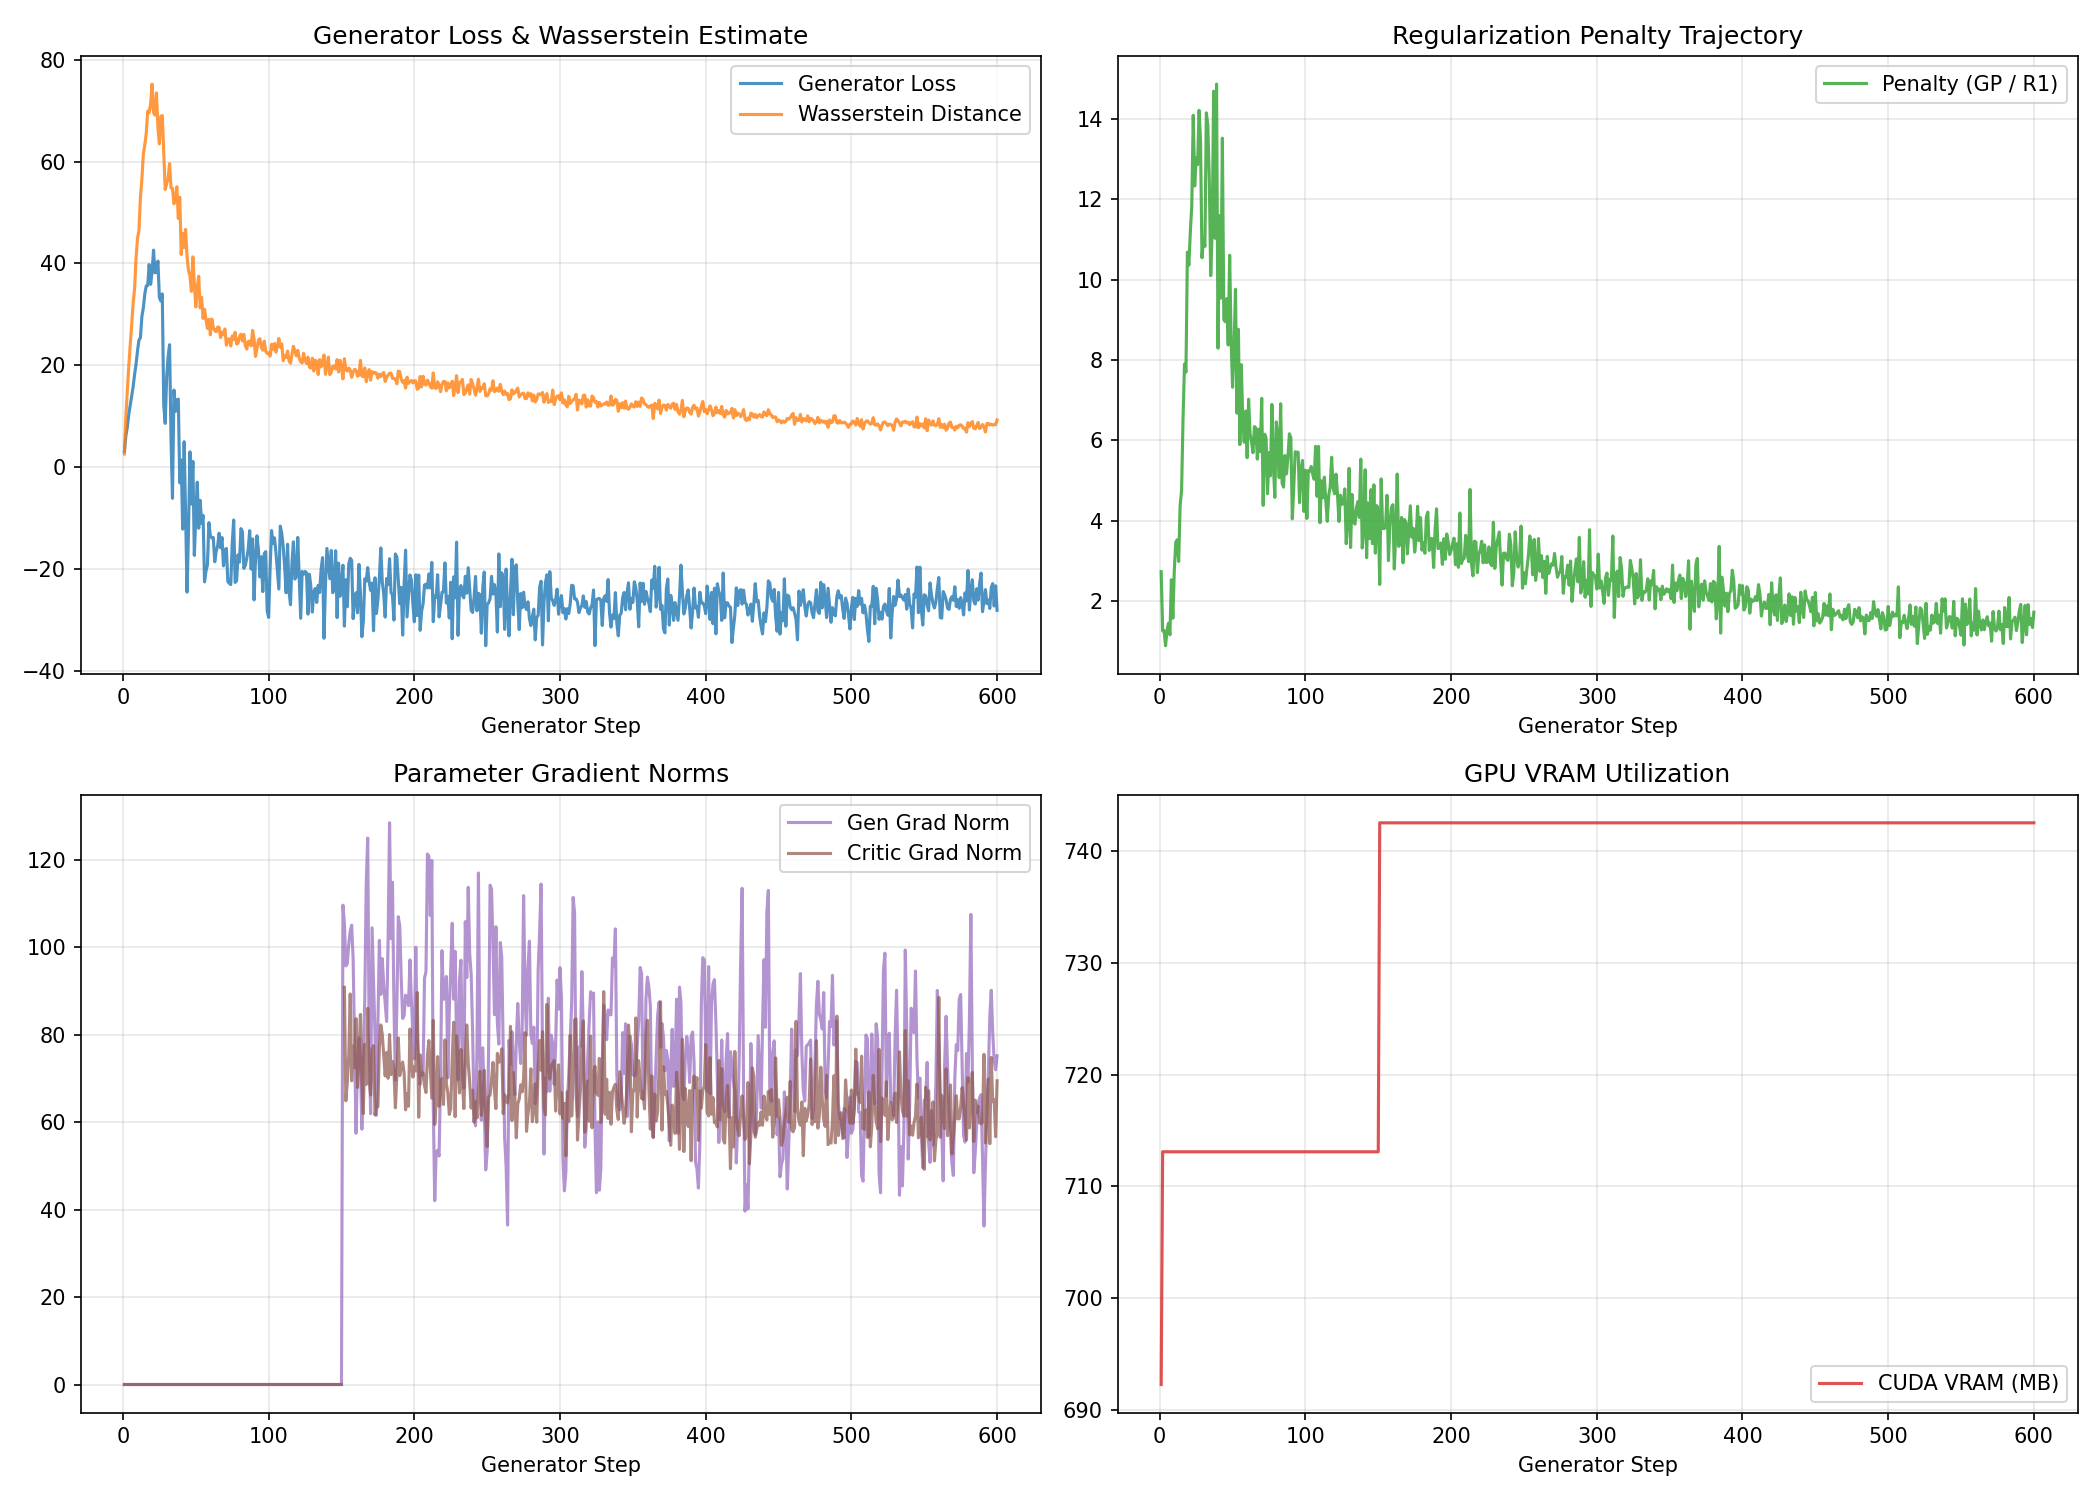 Generator Loss & Wasserstein Estimate
80
60
40
20
0
−20
−40
Generator Loss
Wasserstein Distance
0 100 200 300 400 500 600
Generator Step
Regularization Penalty Trajectory
14
12
10
8
6
4
2
Penalty (GP / R1)
0 100 200 300 400 500 600
Generator Step
Parameter Gradient Norms
120
100
80
60
40
20
0
Gen Grad Norm
Critic Grad Norm
0 100 200 300 400 500 600
Generator Step
GPU VRAM Utilization
740
730
720
710
700
690
CUDA VRAM (MB)
0 100 200 300 400 500 600
Generator Step